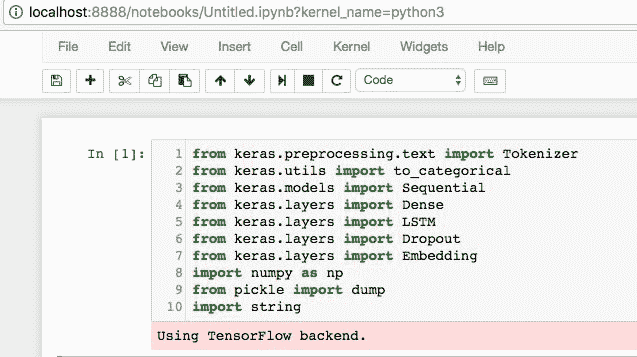 localhost:8888/notebooks/Untitled.ipynb?kernel_name=python3
File Edit View Insert Cell Kernel Widgets Help
Code
In [1]:
1 from keras.preprocessing.text import Tokenizer
2 from keras.utils import to_categorical
3 from keras.models import Sequential
4 from keras.layers import Dense
5 from keras.layers import LSTM
6 from keras.layers import Dropout
7 from keras.layers import Embedding
8 import numpy as np
9 from pickle import dump
10 import string
Using TensorFlow backend.